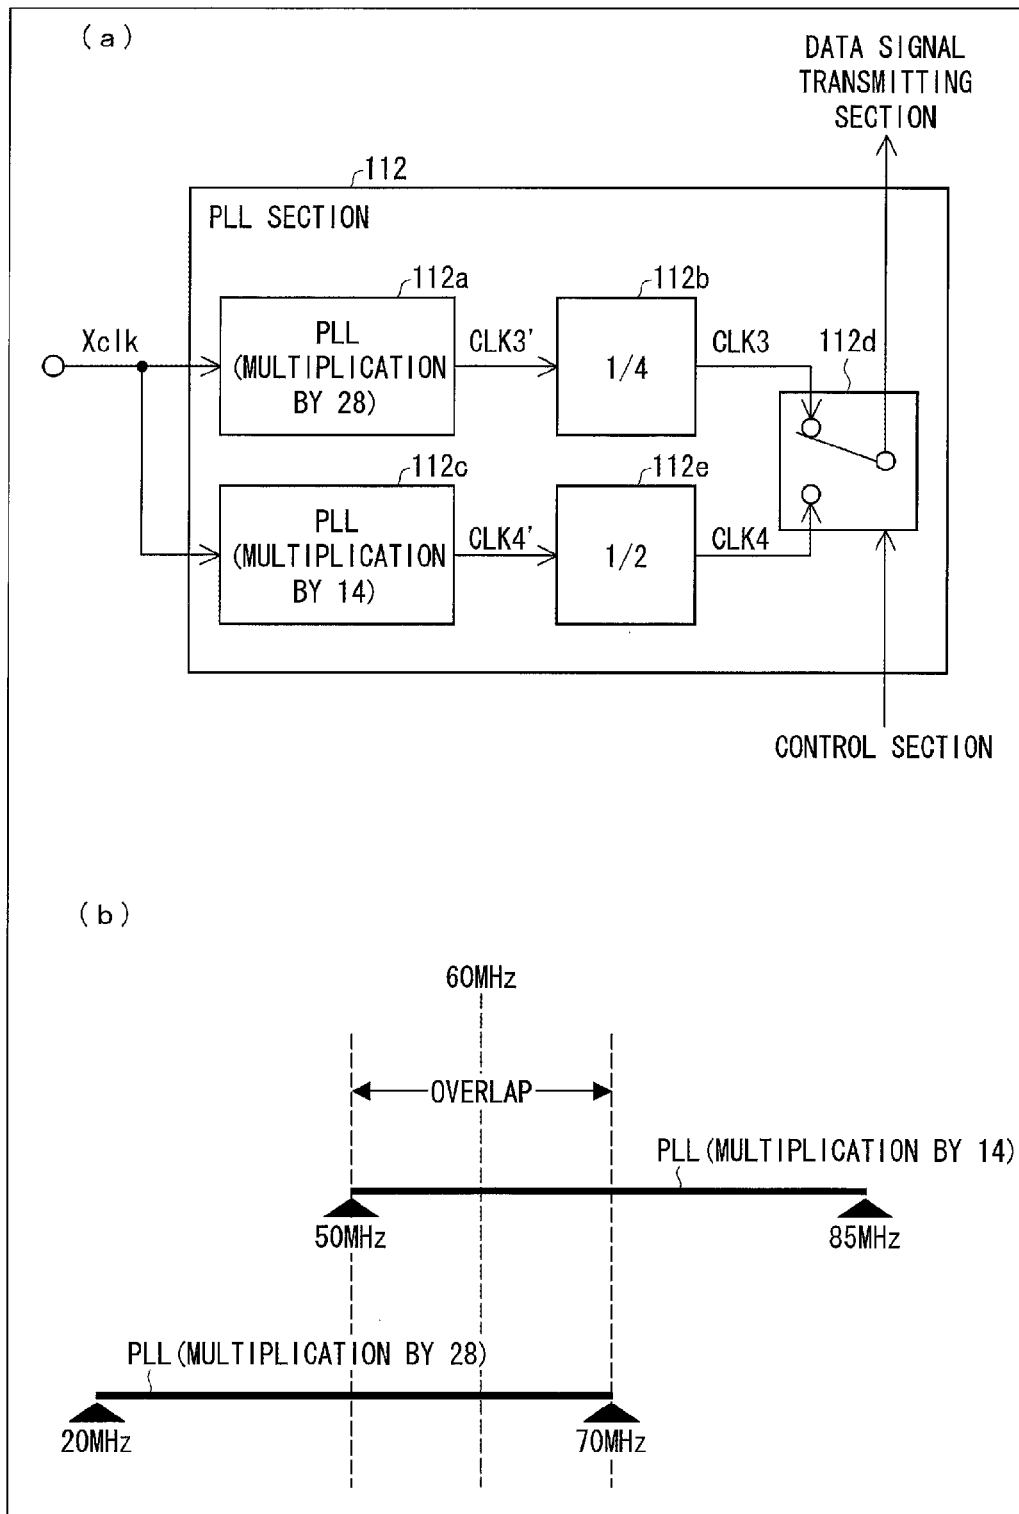 (a)
DATA SIGNAL
TRANSMITTING
SECTION
112
PLL SECTION
112a
112b
Xclk
PLL
(MULTIPLICATION
BY 28)
CLK3'
1/4
CLK3
112d
112c
112e
PLL
(MULTIPLICATION
BY 14)
CLK4'
1/2
CLK4
CONTROL SECTION
(b)
60MHz
OVERLAP
PLL(MULTIPLICATION BY 14)
50MHz
85MHz
PLL(MULTIPLICATION BY 28)
20MHz
70MHz